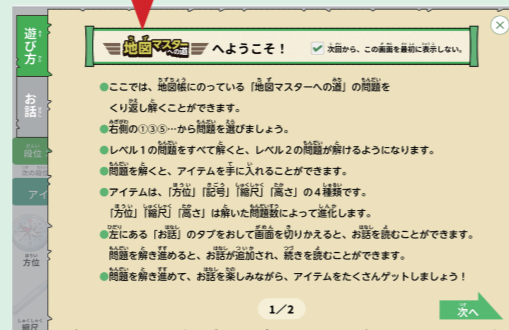 遊び方
お話
段位
次の段位
アイ
方位
縮尺
地図マスターへの道 へようこそ！
次回から、この画面を最初に表示しない。
●ここでは、地図帳にのっている「地図マスターへの道」の問題を
くり返し解くことができます。
●右側の①③⑤…から問題を選びましょう。
●レベル1の問題をすべて解くと、レベル2の問題が解けるようになります。
●問題を解くと、アイテムを手に入れることができます。
●アイテムは、「方位」「記号」「縮尺」「高さ」の4種類です。
「方位」「縮尺」「高さ」は解いた問題数によって進化します。
●左にある「お話」のタブをおして画面を切りかえると、お話を読むことができます。
問題を解き進めると、お話が追加され、続きを読むことができます。
●問題を解き進めて、お話を楽しみながら、アイテムをたくさんゲットしましょう！
1／2
次へ